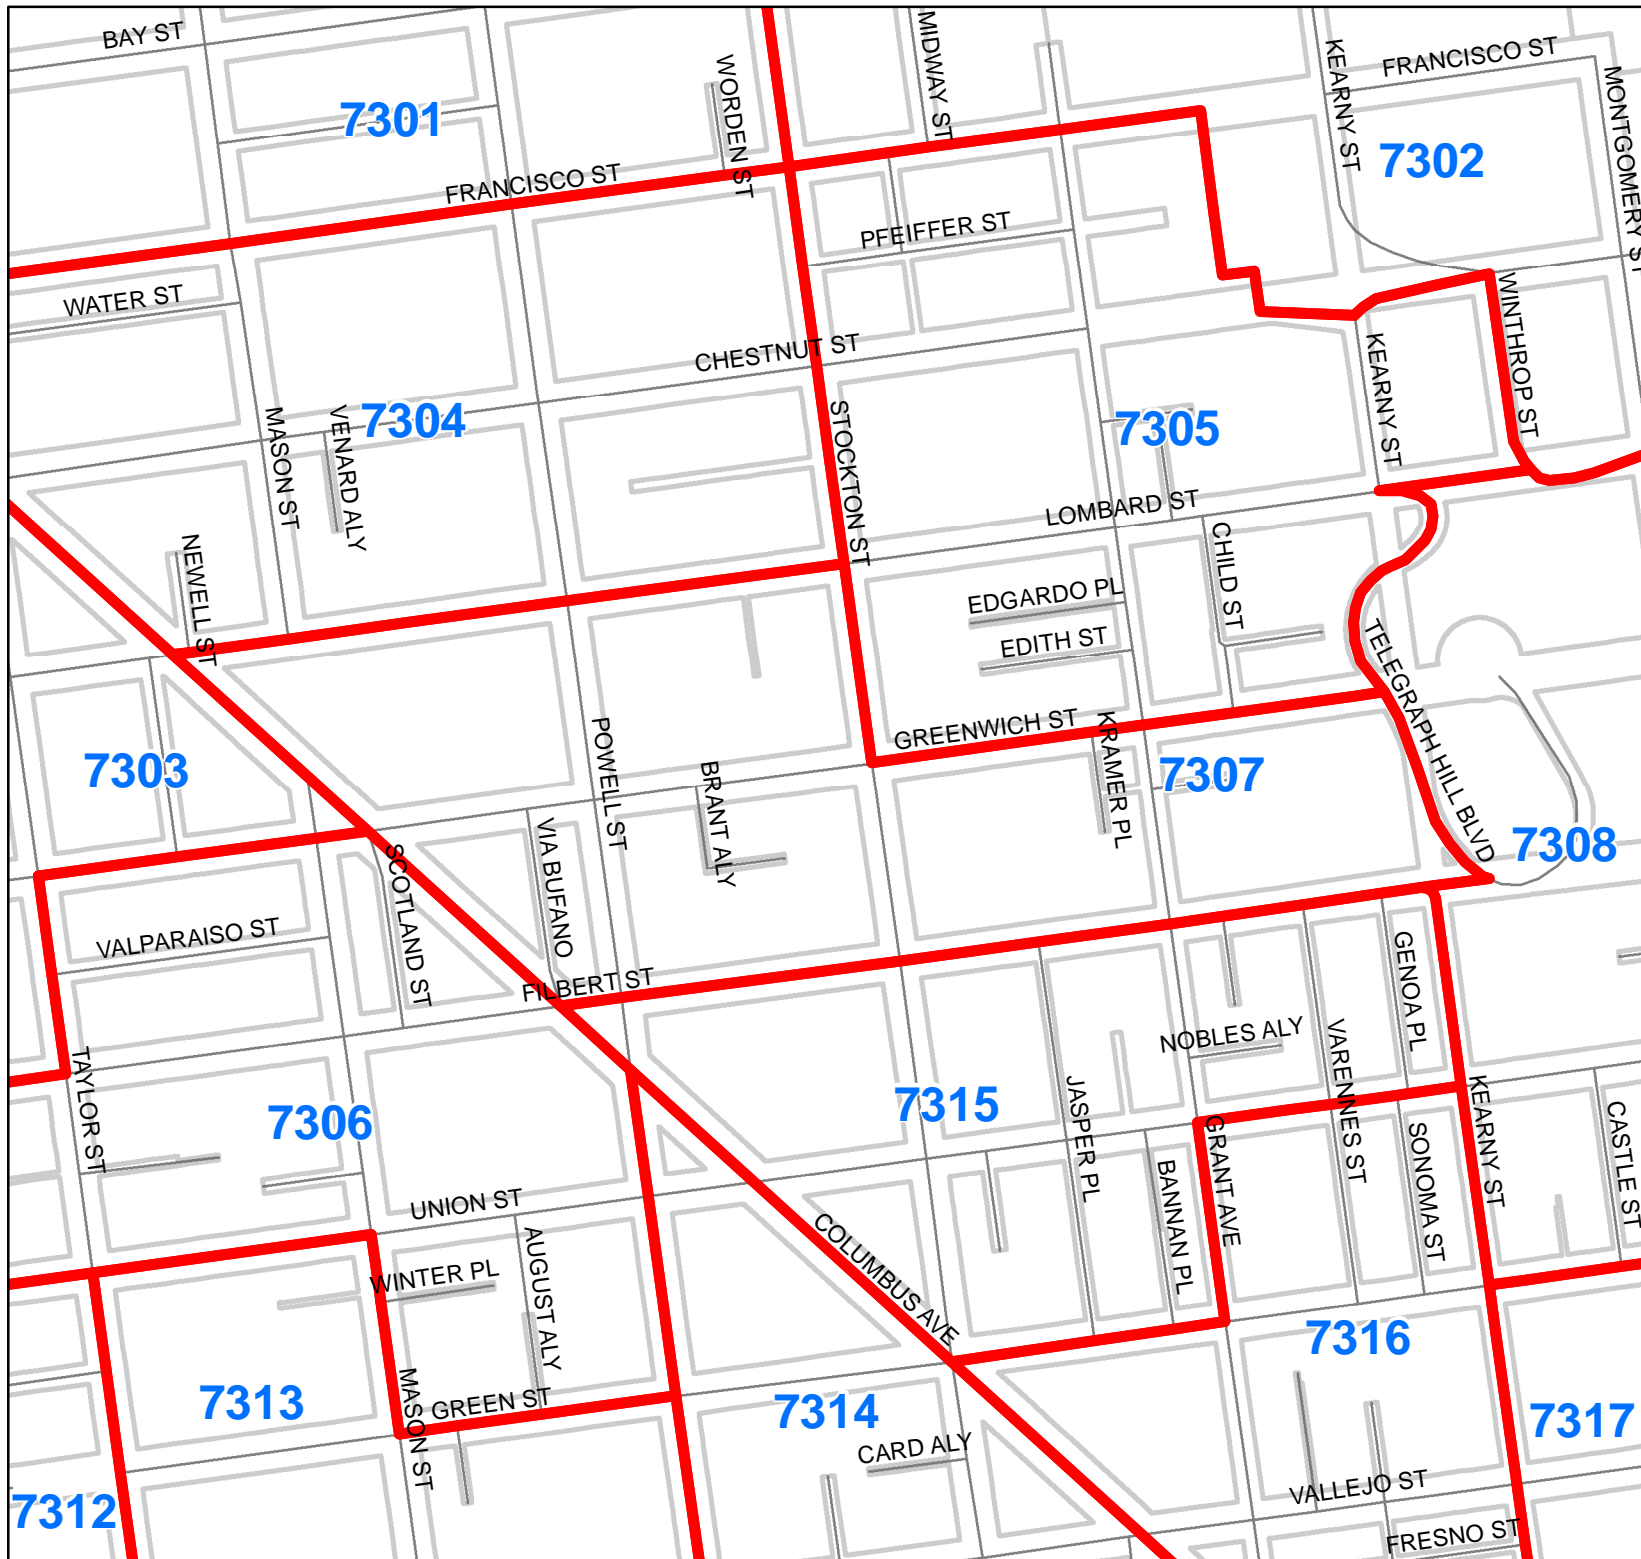 BAY ST
MIDWAY ST
KEARNY ST
FRANCISCO ST
MONTGOMERY ST
WORDEN ST
7301
7302
FRANCISCO ST
PFEIFFER ST
WATER ST
WINTHROP ST
CHESTNUT ST
KEARNY ST
MASON ST
VENARD ALY
7304
STOCKTON ST
7305
LOMBARD ST
NEWELL ST
CHILD ST
EDGARDO PL
EDITH ST
TELEGRAPH HILL BLVD
POWELL ST
GREENWICH ST
KRAMER PL
7303
BRANT ALY
7307
VIA BUFANO
7308
SCOTLAND ST
VALPARAISO ST
GENOA PL
FILBERT ST
NOBLES ALY
VARENNES ST
TAYLOR ST
7306
7315
JASPER PL
KEARNY ST
CASTLE ST
GRANT AVE
SONOMA ST
BANNAN PL
UNION ST
COLUMBUS AVE
AUGUST ALY
WINTER PL
7316
MASON ST
7313
GREEN ST
7314
7317
CARD ALY
VALLEJO ST
7312
FRESNO ST